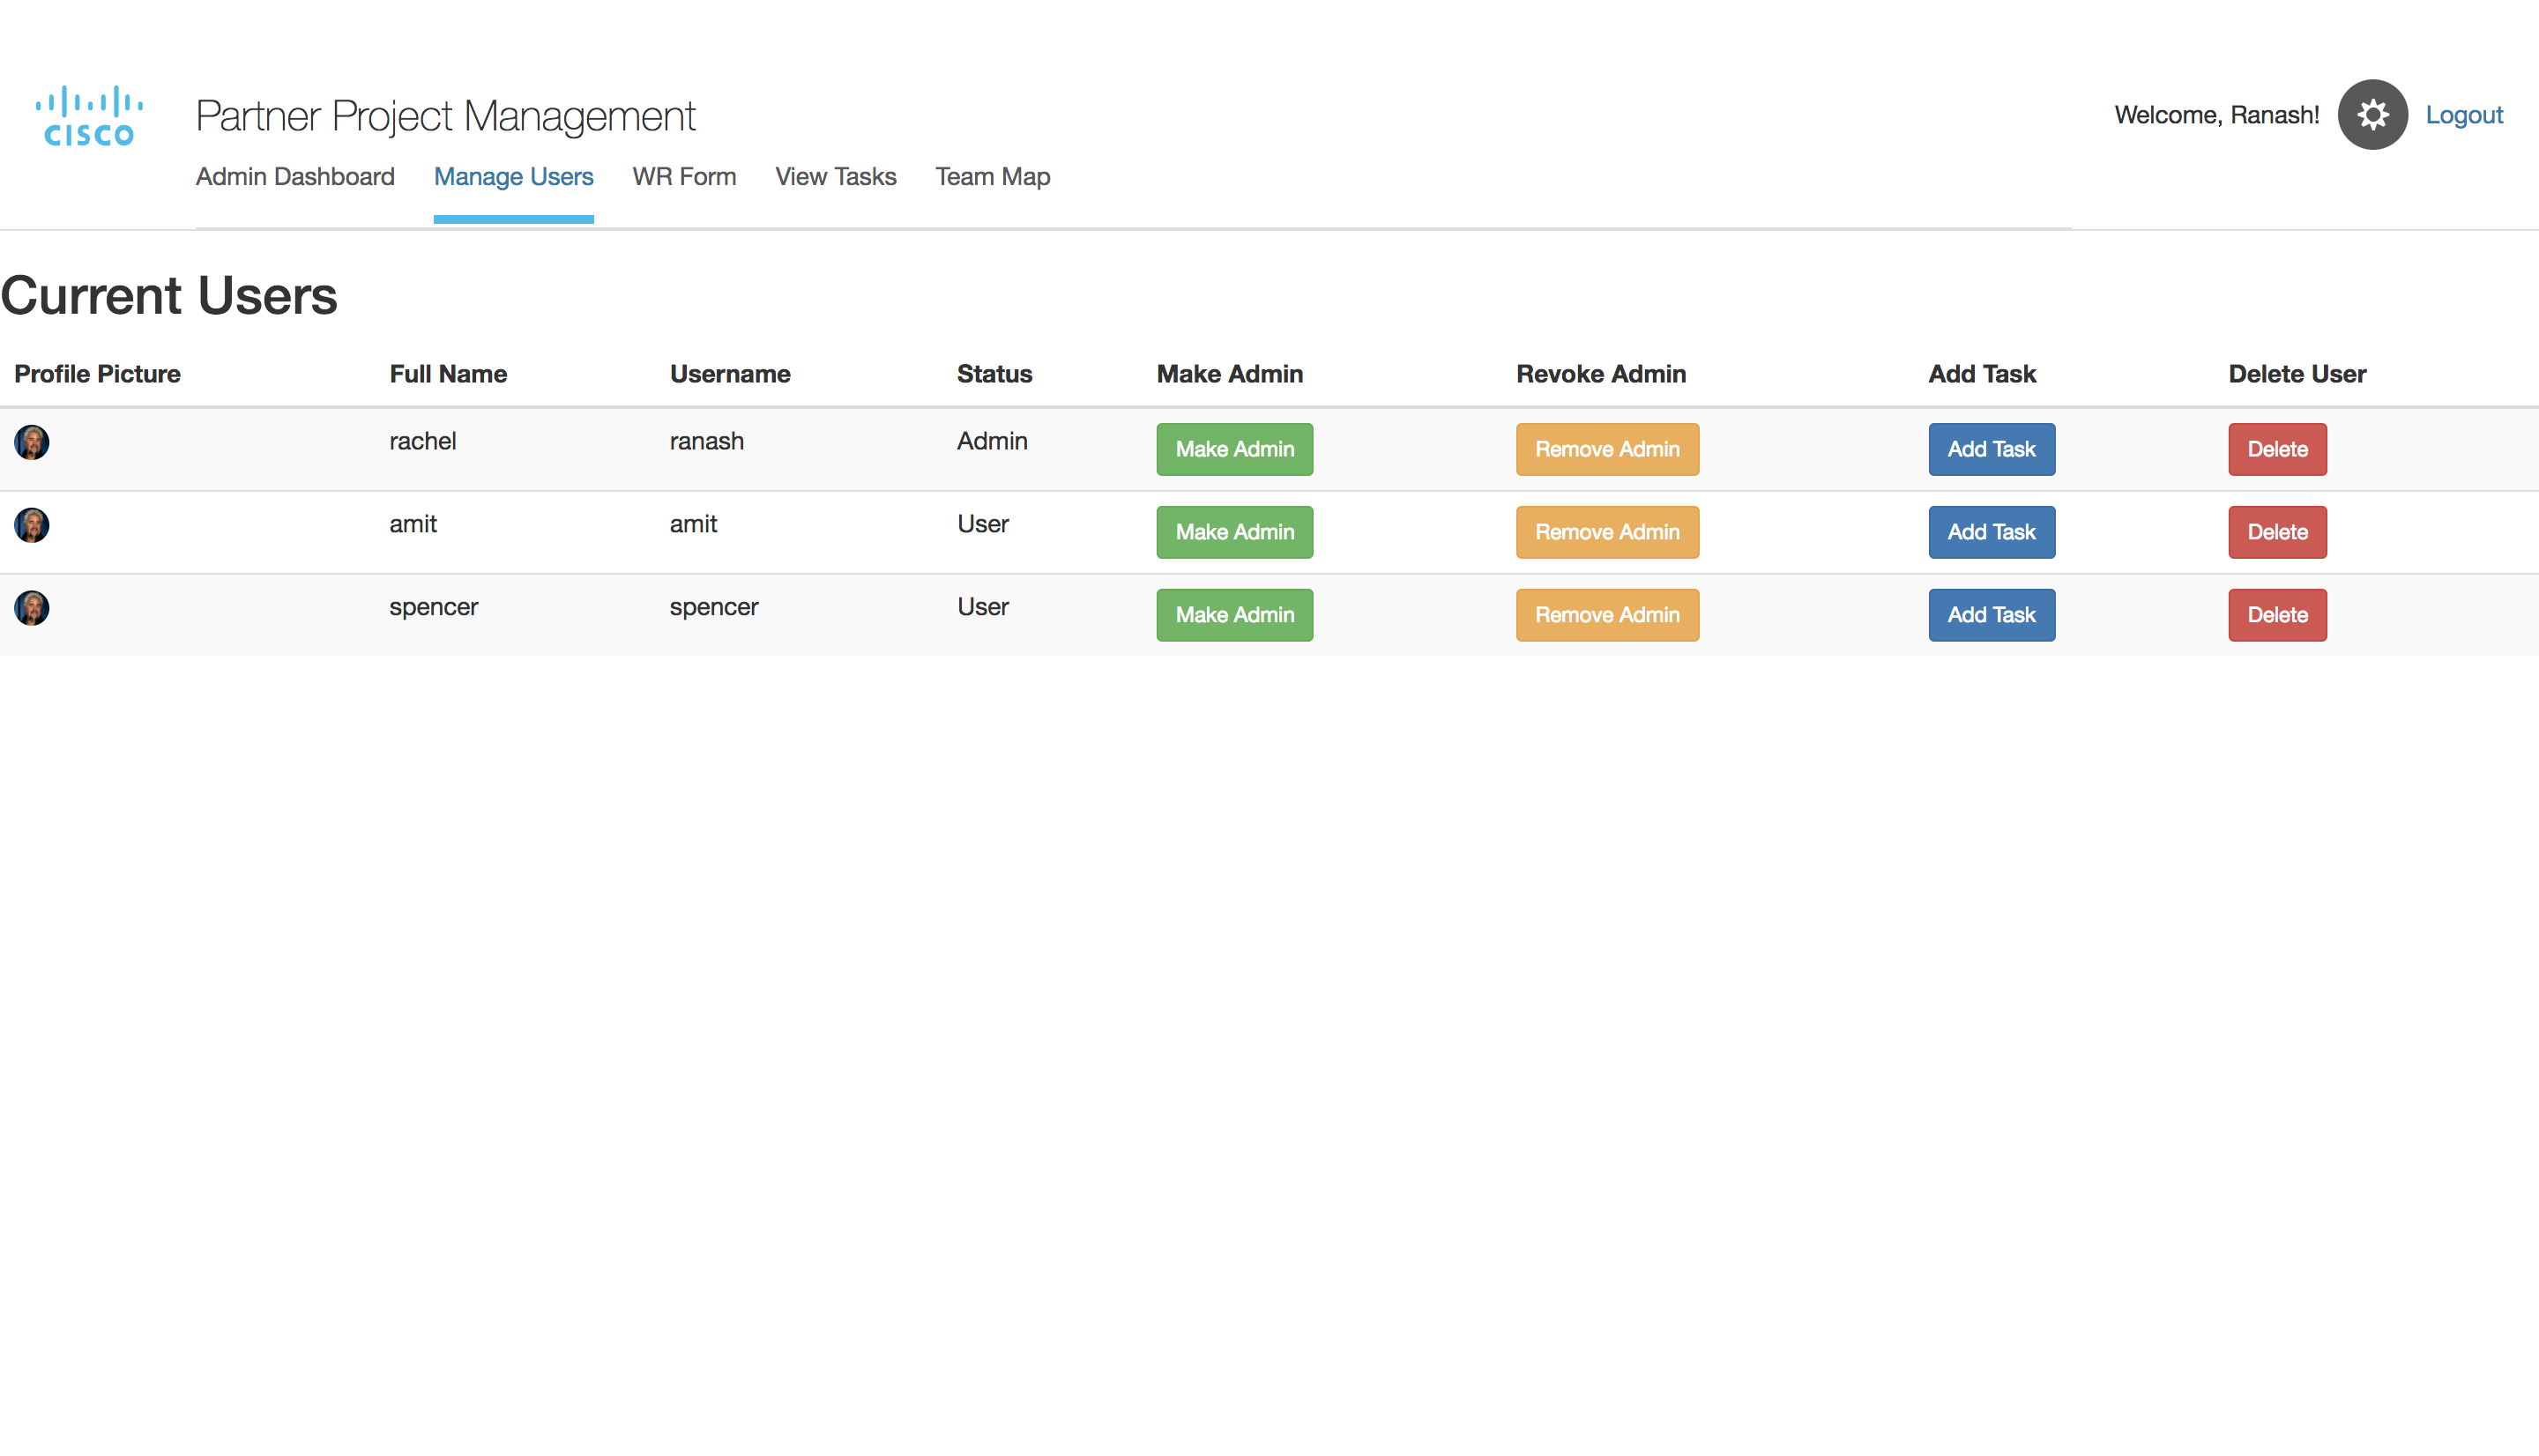 CISCO
Partner Project Management
Welcome, Ranash! Logout
Admin Dashboard Manage Users WR Form View Tasks Team Map
Current Users
Profile Picture Full Name Username Status Make Admin Revoke Admin Add Task Delete User
rachel ranash Admin Make Admin Remove Admin Add Task Delete
amit amit User Make Admin Remove Admin Add Task Delete
spencer spencer User Make Admin Remove Admin Add Task Delete